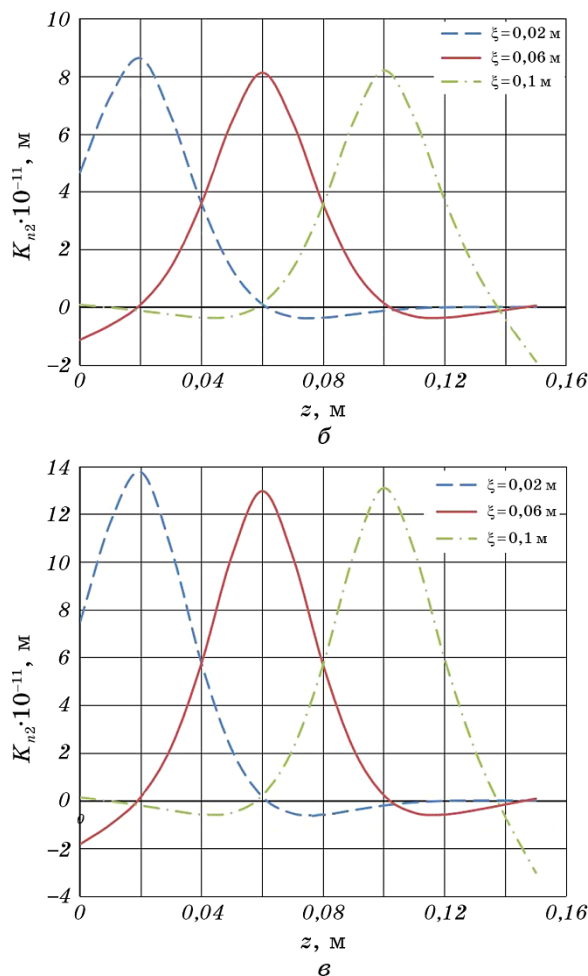 10
8
6
4
2
0
–2
K_{n2}·10^{–11}, м
ξ=0,02 м
ξ=0,06 м
ξ=0,1 м
0 0,04 0,08 0,12 0,16
z, м
б
14
12
10
8
6
4
2
0
–2
–4
K_{n2}·10^{–11}, м
ξ=0,02 м
ξ=0,06 м
ξ=0,1 м
0
0 0,04 0,08 0,12 0,16
z, м
в